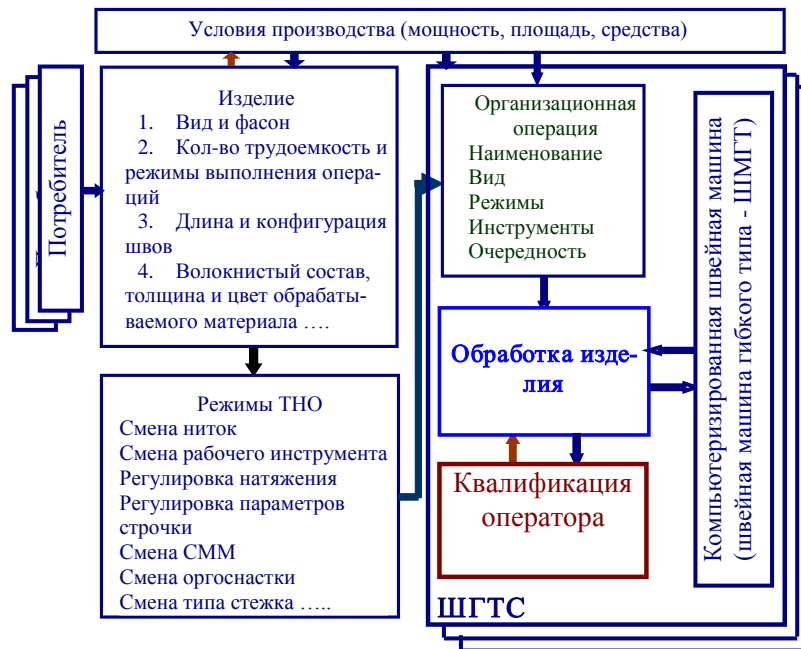 Условия производства (мощность, площадь, средства)
Потребитель
Изделие
1. Вид и фасон
2. Кол-во трудоемкость и
режимы выполнения опера-
ций
3. Длина и конфигурация
швов
4. Волокнистый состав,
толщина и цвет обрабаты-
ваемого материала ….
Режимы ТНО
Смена ниток
Смена рабочего инструмента
Регулировка натяжения
Регулировка параметров
строчки
Смена СММ
Смена оргоснастки
Смена типа стежка …..
Организационная
операция
Наименование
Вид
Режимы
Инструменты
Очередность
Обработка изде-
лия
Квалификация
оператора
ШГТС
Компьютеризированная швейная машина
(швейная машина гибкого типа - ШМГТ)